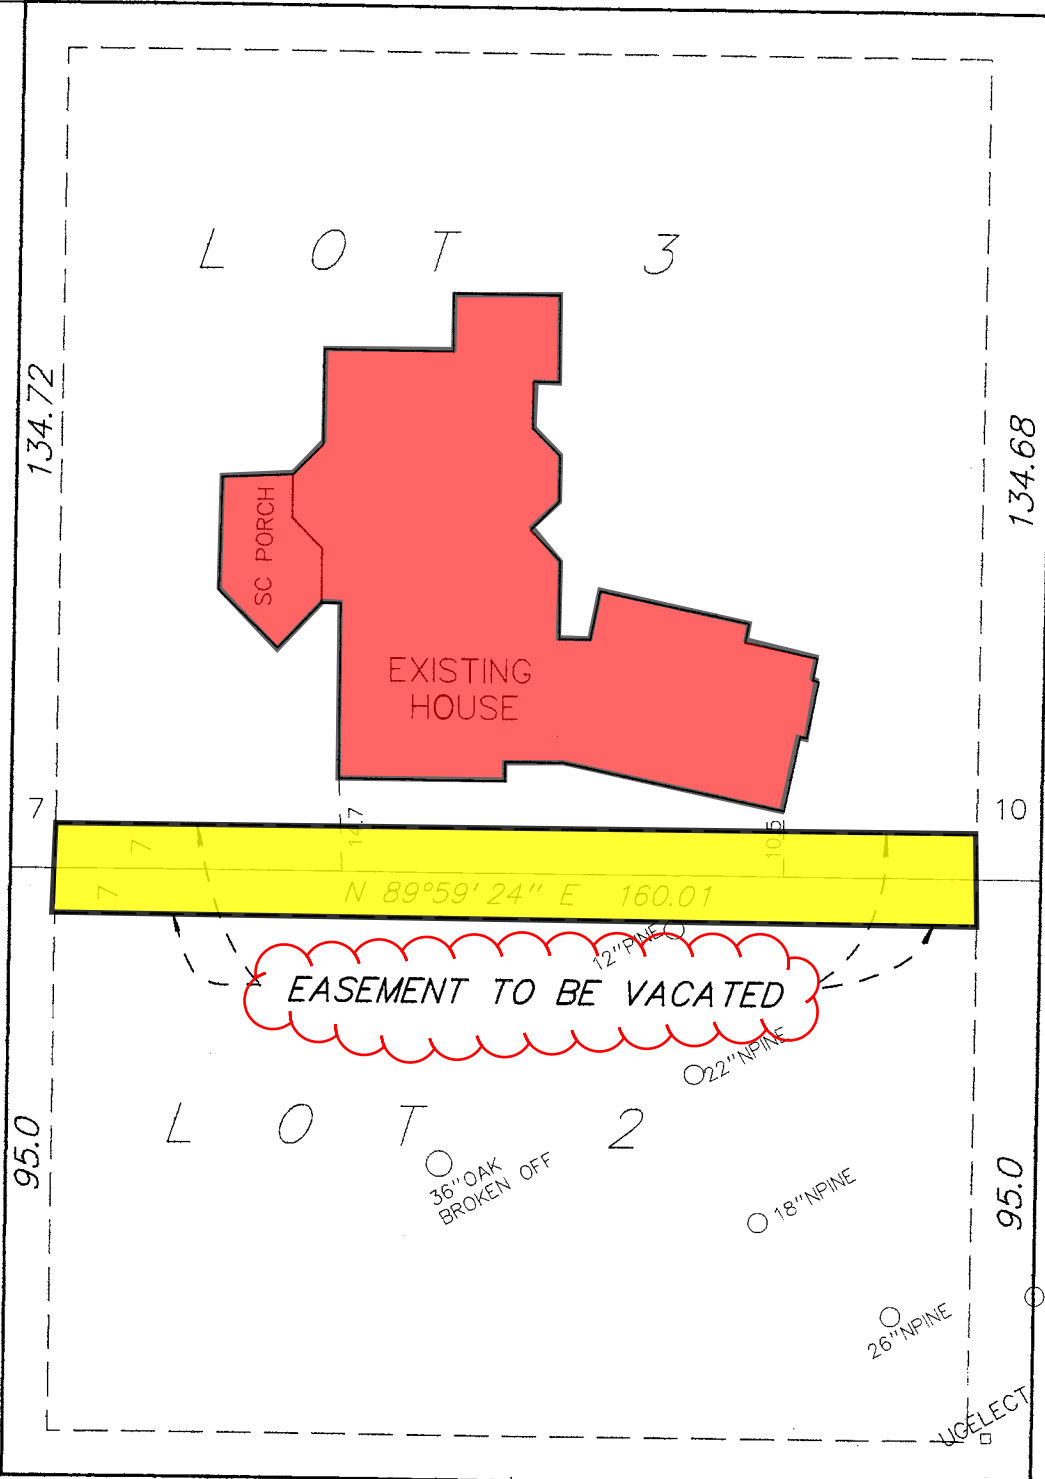 LOT 3
134.72
134.68
SC PORCH
EXISTING
HOUSE
7
10
7
14.7
10.5
7
N 89°59'24" E 160.01
12"PINE
EASEMENT TO BE VACATED
22"NPINE
LOT 2
95.0
95.0
36"OAK
BROKEN OFF
18"NPINE
26"NPINE
UGELECT